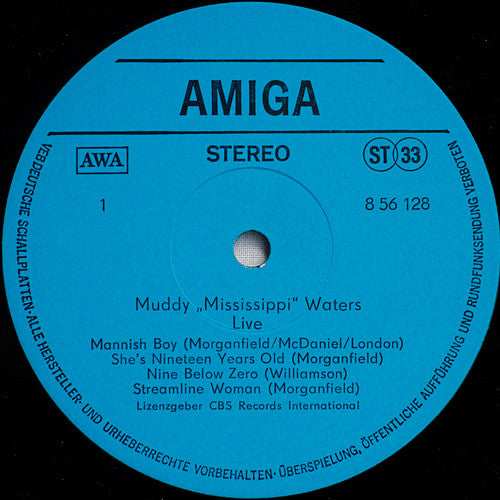 AMIGA
AWA
STEREO
ST 33
1
8 56 128
Muddy „Mississippi“ Waters
Live
Mannish Boy (Morganfield/McDaniel/London)
She's Nineteen Years Old (Morganfield)
Nine Below Zero (Williamson)
Streamline Woman (Morganfield)
Lizenzgeber CBS Records International
VEB DEUTSCHE SCHALLPLATTEN · ALLE HERSTELLER- UND URHEBERRECHTE VORBEHALTEN · ÜBERSPIELUNG, ÖFFENTLICHE AUFFÜHRUNG UND RUNDFUNKSENDUNG VERBOTEN